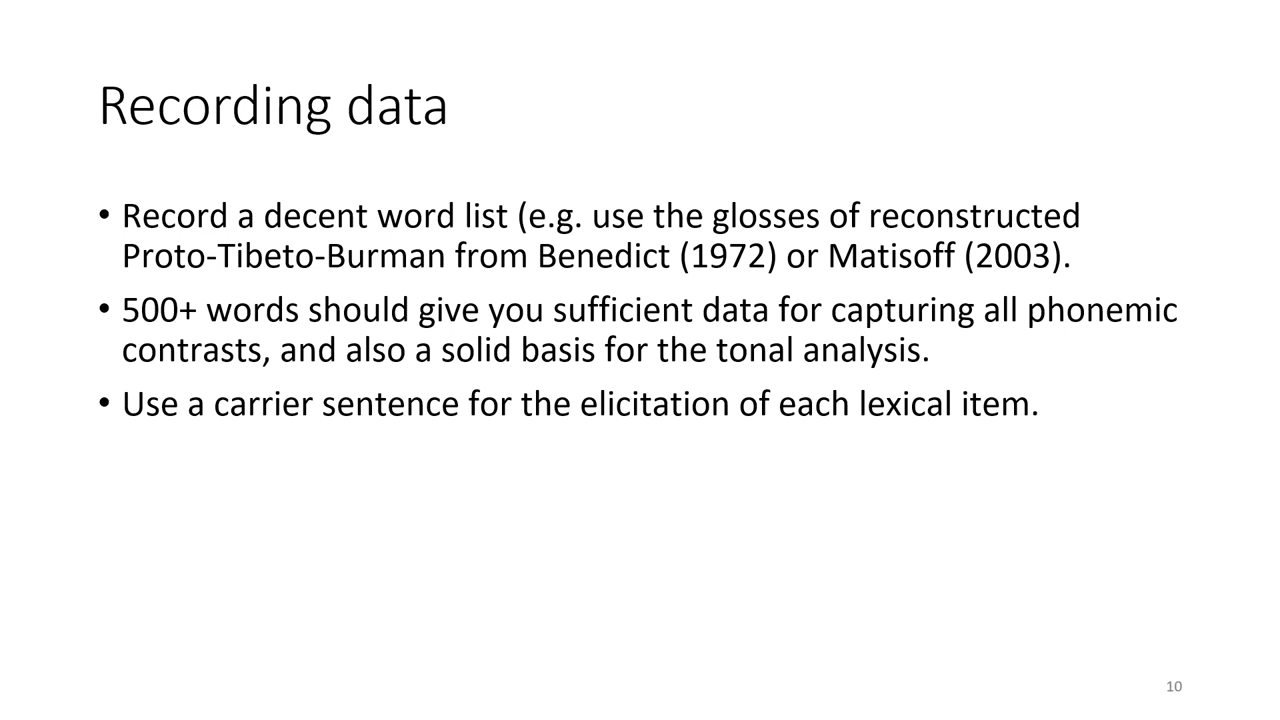 Recording data
• Record a decent word list (e.g. use the glosses of reconstructed
Proto-Tibeto-Burman from Benedict (1972) or Matisoff (2003).
• 500+ words should give you sufficient data for capturing all phonemic
contrasts, and also a solid basis for the tonal analysis.
• Use a carrier sentence for the elicitation of each lexical item.
10